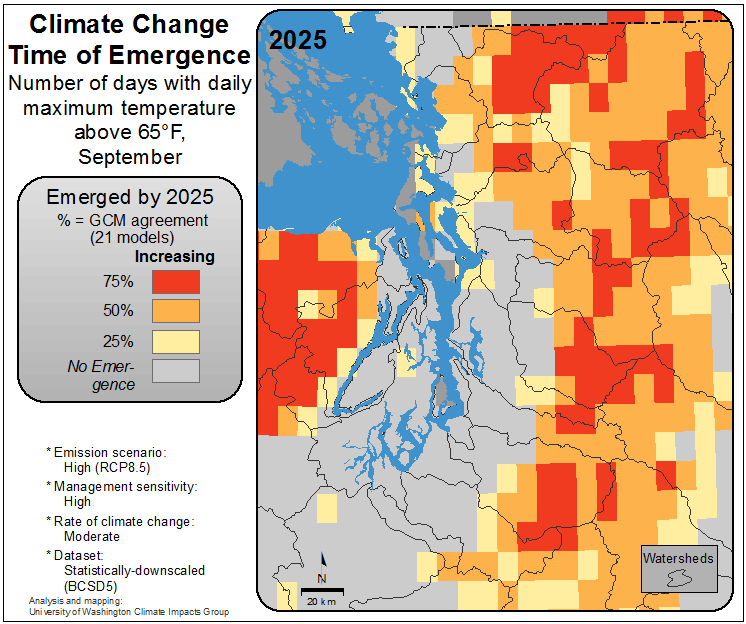 Climate Change
Time of Emergence
Number of days with daily
maximum temperature
above 65°F,
September
Emerged by 2025
% = GCM agreement
(21 models)
Increasing
75%
50%
25%
No Emer-
gence
* Emission scenario:
High (RCP8.5)
* Management sensitivity:
High
* Rate of climate change:
Moderate
* Dataset:
Statistically-downscaled
(BCSD5)
Analysis and mapping:
University of Washington Climate Impacts Group
2025
N
20 km
Watersheds